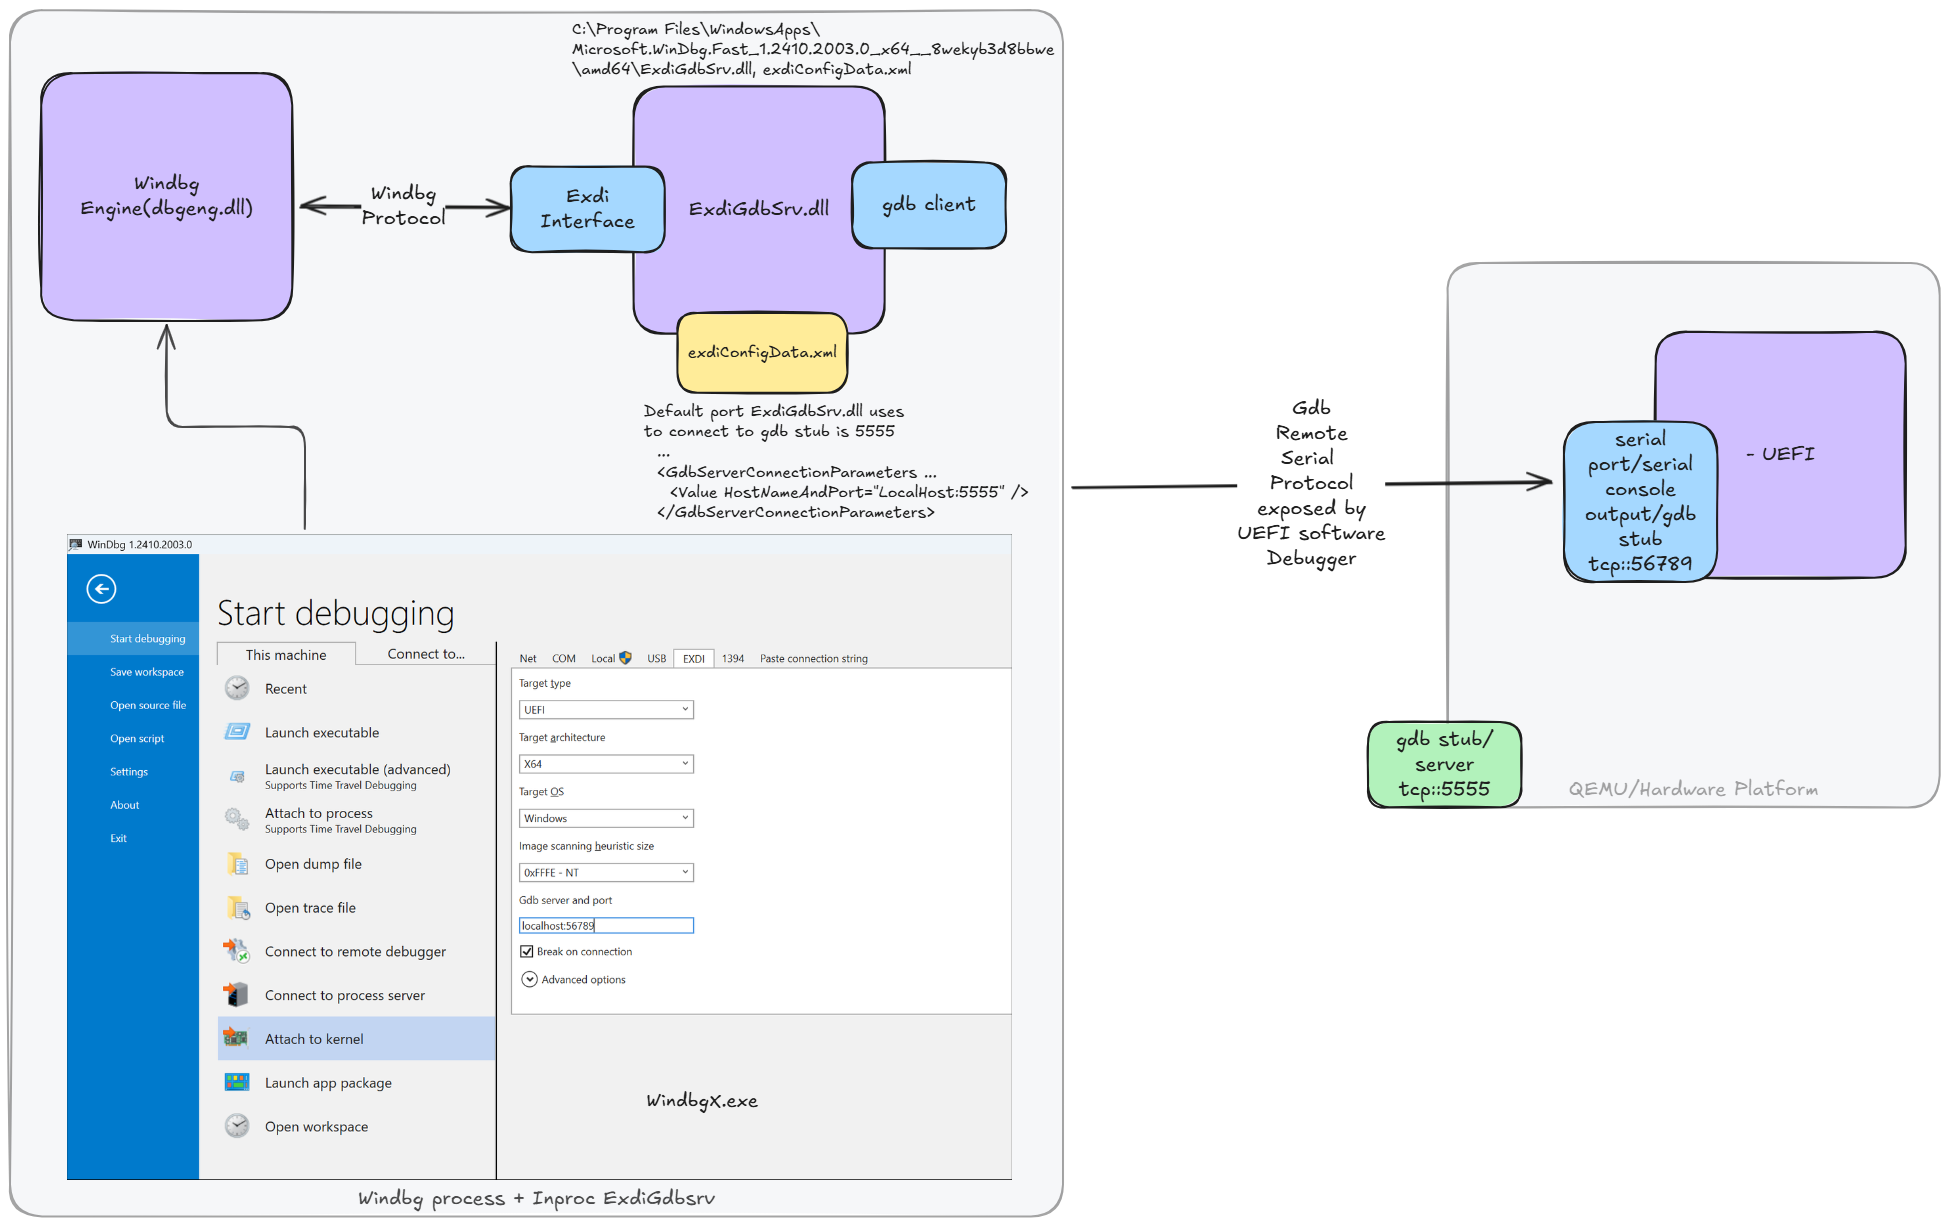 C:\Program Files\WindowsApps\
Microsoft.WinDbg.Fast_1.2410.2003.0_x64__8wekyb3d8bbwe
\amd64\ExdiGdbSrv.dll, exdiConfigData.xml
Windbg
Engine(dbgeng.dll)
Windbg
Protocol
Exdi
Interface
ExdiGdbSrv.dll
gdb client
exdiConfigData.xml
Default port ExdiGdbSrv.dll uses
to connect to gdb stub is 5555
...
<GdbServerConnectionParameters ...
<Value HostNameAndPort="LocalHost:5555" />
</GdbServerConnectionParameters>
WinDbg 1.2410.2003.0
Start debugging
Save workspace
Open source file
Open script
Settings
About
Exit
Start debugging
This machine
Connect to...
Recent
Launch executable
Launch executable (advanced)
Supports Time Travel Debugging
Attach to process
Supports Time Travel Debugging
Open dump file
Open trace file
Connect to remote debugger
Connect to process server
Attach to kernel
Launch app package
Open workspace
Net COM Local USB EXDI 1394 Paste connection string
Target type
UEFI
Target architecture
X64
Target OS
Windows
Image scanning heuristic size
0xFFFE - NT
Gdb server and port
localhost:56789
Break on connection
Advanced options
WindbgX.exe
Windbg process + Inproc ExdiGdbsrv
Gdb
Remote
Serial
Protocol
exposed by
UEFI software
Debugger
serial
port/serial
console
output/gdb
stub
tcp::56789
- UEFI
gdb stub/
server
tcp::5555
QEMU/Hardware Platform